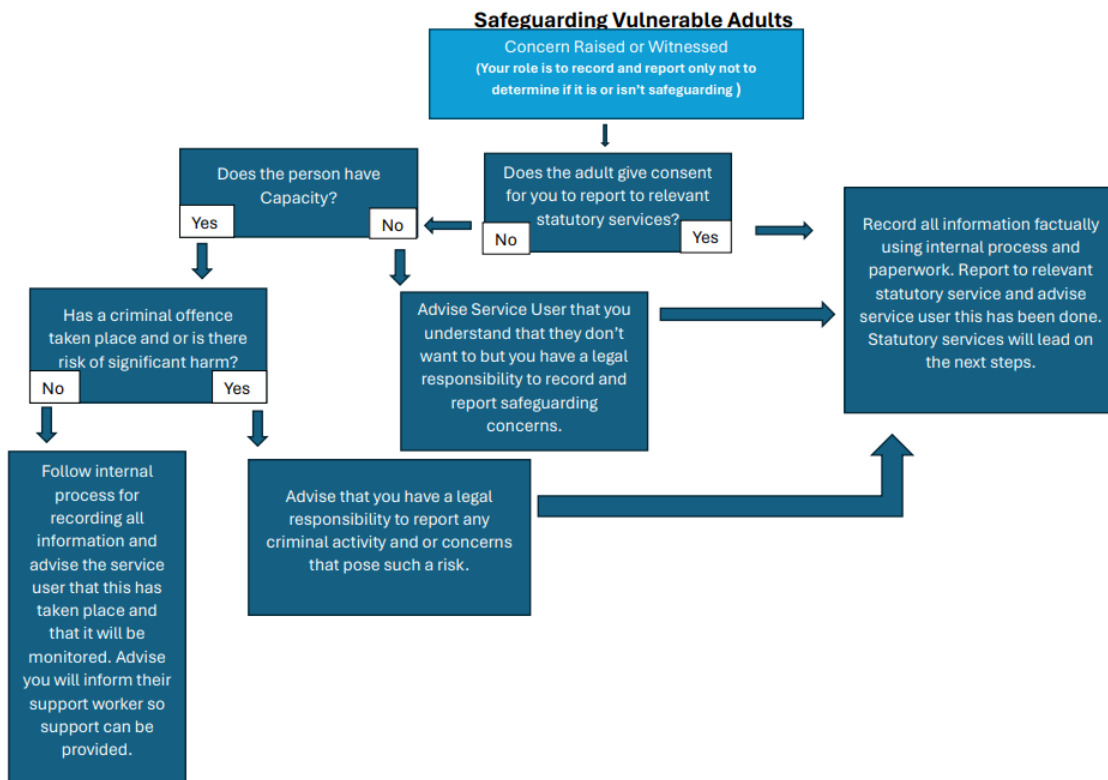 Safeguarding Vulnerable Adults
Concern Raised or Witnessed
(Your role is to record and report only not to
determine if it is or isn't safeguarding )
Does the adult give consent
for you to report to relevant
statutory services?
No
Yes
Does the person have
Capacity?
Yes
No
Record all information factually
using internal process and
paperwork. Report to relevant
statutory service and advise
service user this has been done.
Statutory services will lead on
the next steps.
Has a criminal offence
taken place and or is there
risk of significant harm?
No
Yes
Advise Service User that you
understand that they don't
want to but you have a legal
responsibility to record and
report safeguarding
concerns.
Follow internal
process for
recording all
information and
advise the service
user that this has
taken place and
that it will be
monitored. Advise
you will inform their
support worker so
support can be
provided.
Advise that you have a legal
responsibility to report any
criminal activity and or concerns
that pose such a risk.